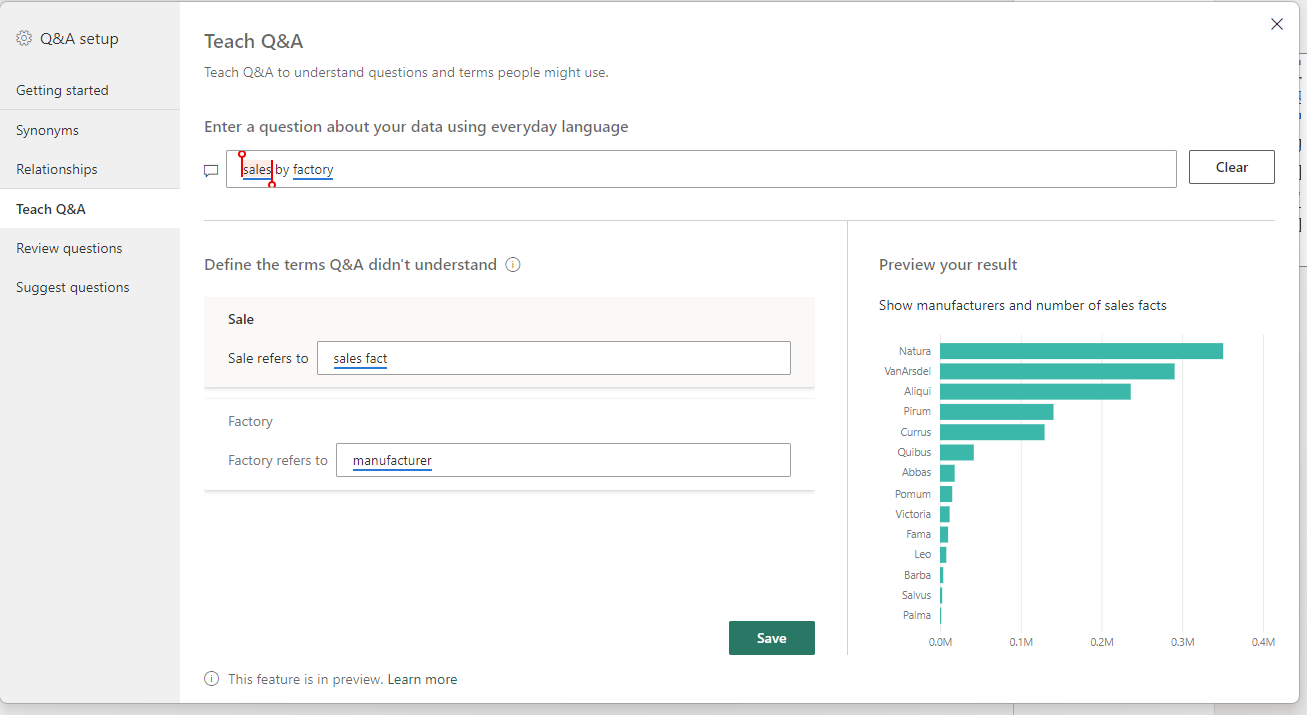 Q&A setup
Getting started
Synonyms
Relationships
Teach Q&A
Review questions
Suggest questions
Teach Q&A
Teach Q&A to understand questions and terms people might use.
Enter a question about your data using everyday language
sales by factory
Clear
Define the terms Q&A didn't understand
Sale
Sale refers to sales fact
Factory
Factory refers to manufacturer
Save
This feature is in preview. Learn more
Preview your result
Show manufacturers and number of sales facts
Natura
VanArsdel
Aliqui
Pirum
Currus
Quibus
Abbas
Pomum
Victoria
Fama
Leo
Barba
Salvus
Palma
0.0M 0.1M 0.2M 0.3M 0.4M